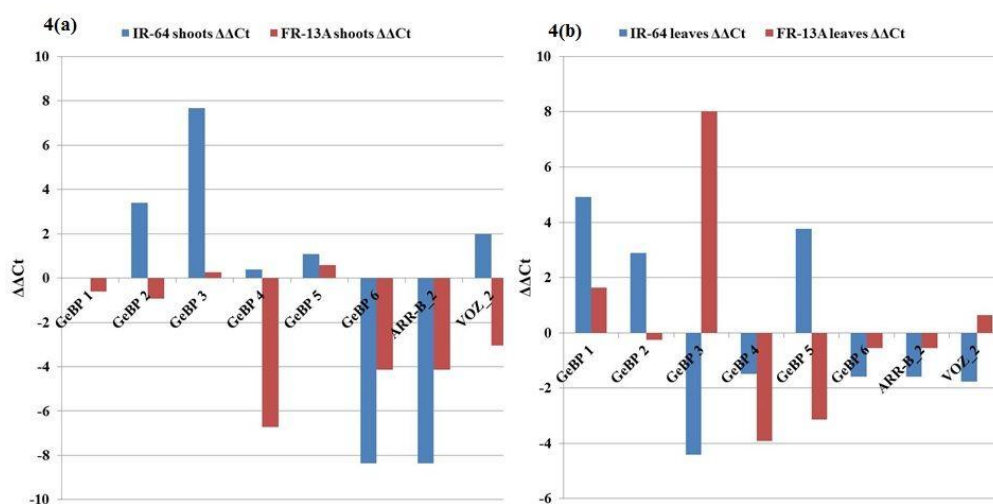 4(a)
IR-64 shoots ΔΔCt FR-13A shoots ΔΔCt
10
8
6
4
2
0
-2
-4
-6
-8
-10
ΔΔCt
GeBP 1
GeBP 2
GeBP 3
GeBP 4
GeBP 5
GeBP 6
ARR-B_2
VOZ_2
4(b)
IR-64 leaves ΔΔCt FR-13A leaves ΔΔCt
10
8
6
4
2
0
-2
-4
-6
ΔΔCt
GeBP 1
GeBP 2
GeBP 3
GeBP 4
GeBP 5
GeBP 6
ARR-B_2
VOZ_2